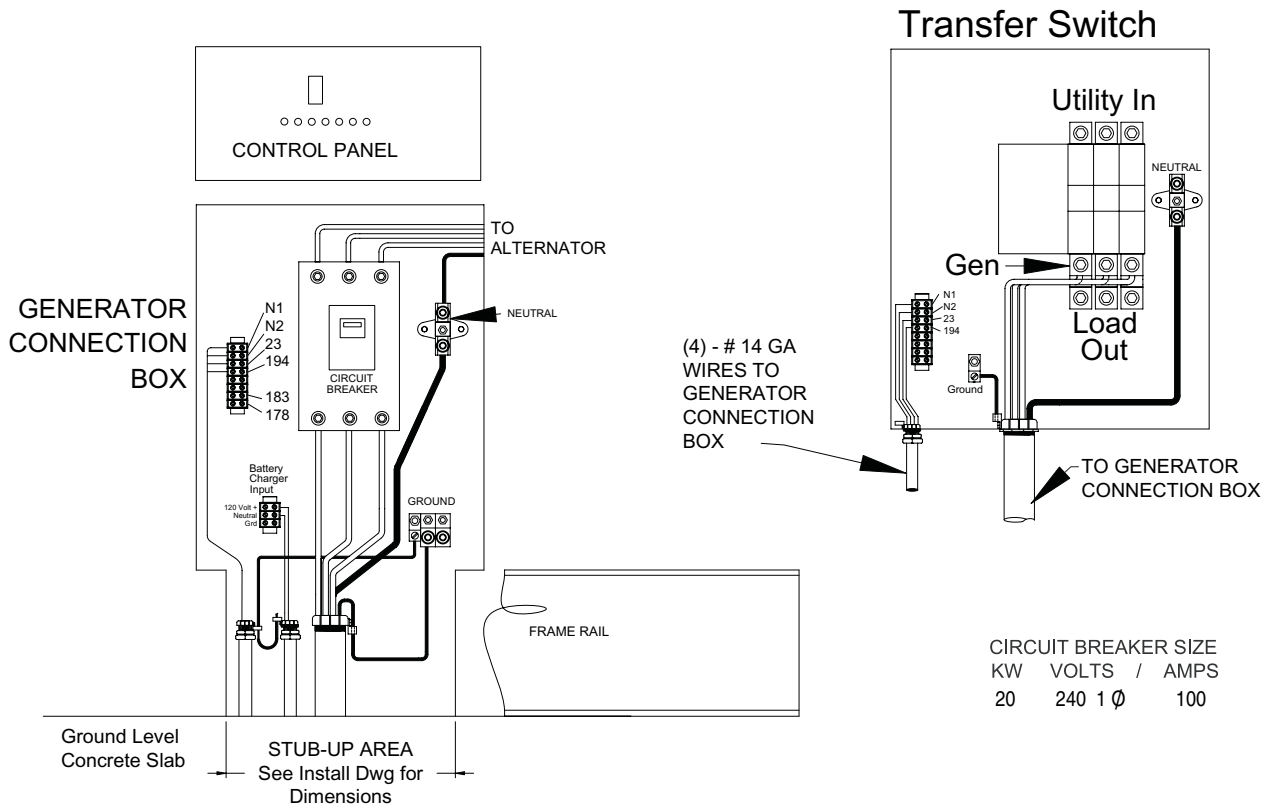 Transfer Switch
CONTROL PANEL
Utility In
NEUTRAL
Gen
Load
Out
N1
N2
23
194
Ground
(4) - # 14 GA
WIRES TO
GENERATOR
CONNECTION
BOX
TO GENERATOR
CONNECTION BOX
TO
ALTERNATOR
GENERATOR
CONNECTION
BOX
N1
N2
23
194
183
178
CIRCUIT
BREAKER
NEUTRAL
Battery
Charger
Input
120 Volt +
Neutral
Grd
GROUND
FRAME RAIL
CIRCUIT BREAKER SIZE
KW VOLTS / AMPS
20 240 1 Ø 100
Ground Level
Concrete Slab
STUB-UP AREA
See Install Dwg for
Dimensions